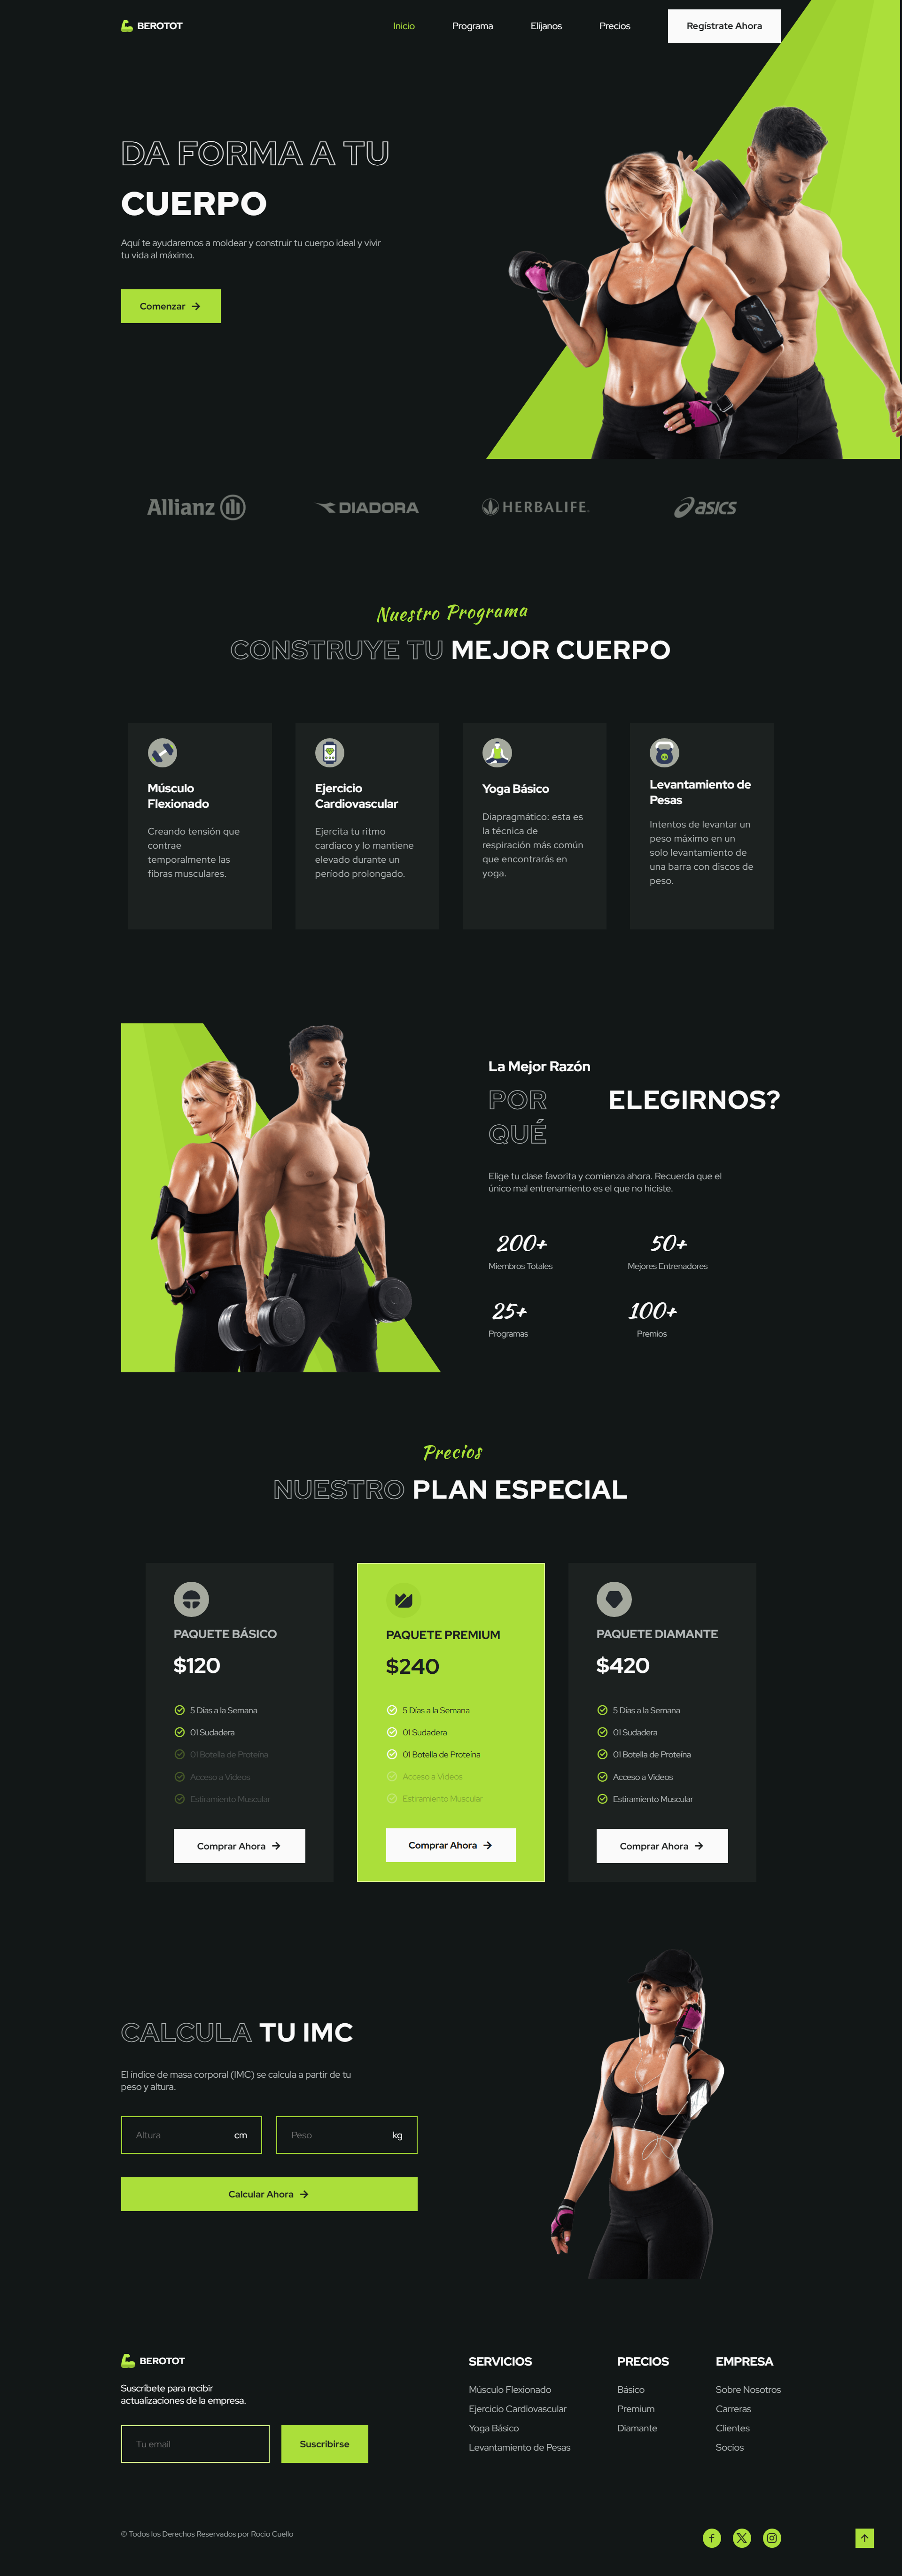 BEROTOT
Inicio
Programa
Elíjanos
Precios
Regístrate Ahora
DA FORMA A TU
CUERPO
Aquí te ayudaremos a moldear y construir tu cuerpo ideal y vivir
tu vida al máximo.
Comenzar
Allianz
DIADORA
HERBALIFE
asics
Nuestro Programa
CONSTRUYE TU MEJOR CUERPO
Músculo
Flexionado
Creando tensión que
contrae
temporalmente las
fibras musculares.
Ejercicio
Cardiovascular
Ejercita tu ritmo
cardíaco y lo mantiene
elevado durante un
período prolongado.
Yoga Básico
Diapragmático: esta es
la técnica de
respiración más común
que encontrarás en
yoga.
Levantamiento de
Pesas
Intentos de levantar un
peso máximo en un
solo levantamiento de
una barra con discos de
peso.
La Mejor Razón
POR
QUÉ
ELEGIRNOS?
Elige tu clase favorita y comienza ahora. Recuerda que el
único mal entrenamiento es el que no hiciste.
200+
Miembros Totales
50+
Mejores Entrenadores
25+
Programas
100+
Premios
Precios
NUESTRO PLAN ESPECIAL
PAQUETE BÁSICO
$120
5 Días a la Semana
01 Sudadera
01 Botella de Proteína
Acceso a Videos
Estiramiento Muscular
Comprar Ahora
PAQUETE PREMIUM
$240
5 Días a la Semana
01 Sudadera
01 Botella de Proteína
Acceso a Videos
Estiramiento Muscular
Comprar Ahora
PAQUETE DIAMANTE
$420
5 Días a la Semana
01 Sudadera
01 Botella de Proteína
Acceso a Videos
Estiramiento Muscular
Comprar Ahora
CALCULA TU IMC
El índice de masa corporal (IMC) se calcula a partir de tu
peso y altura.
Altura
cm
Peso
kg
Calcular Ahora
BEROTOT
Suscríbete para recibir
actualizaciones de la empresa.
Tu email
Suscribirse
SERVICIOS
Músculo Flexionado
Ejercicio Cardiovascular
Yoga Básico
Levantamiento de Pesas
PRECIOS
Básico
Premium
Diamante
EMPRESA
Sobre Nosotros
Carreras
Clientes
Socios
© Todos los Derechos Reservados por Rocio Cuello